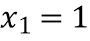 x₁ = 1